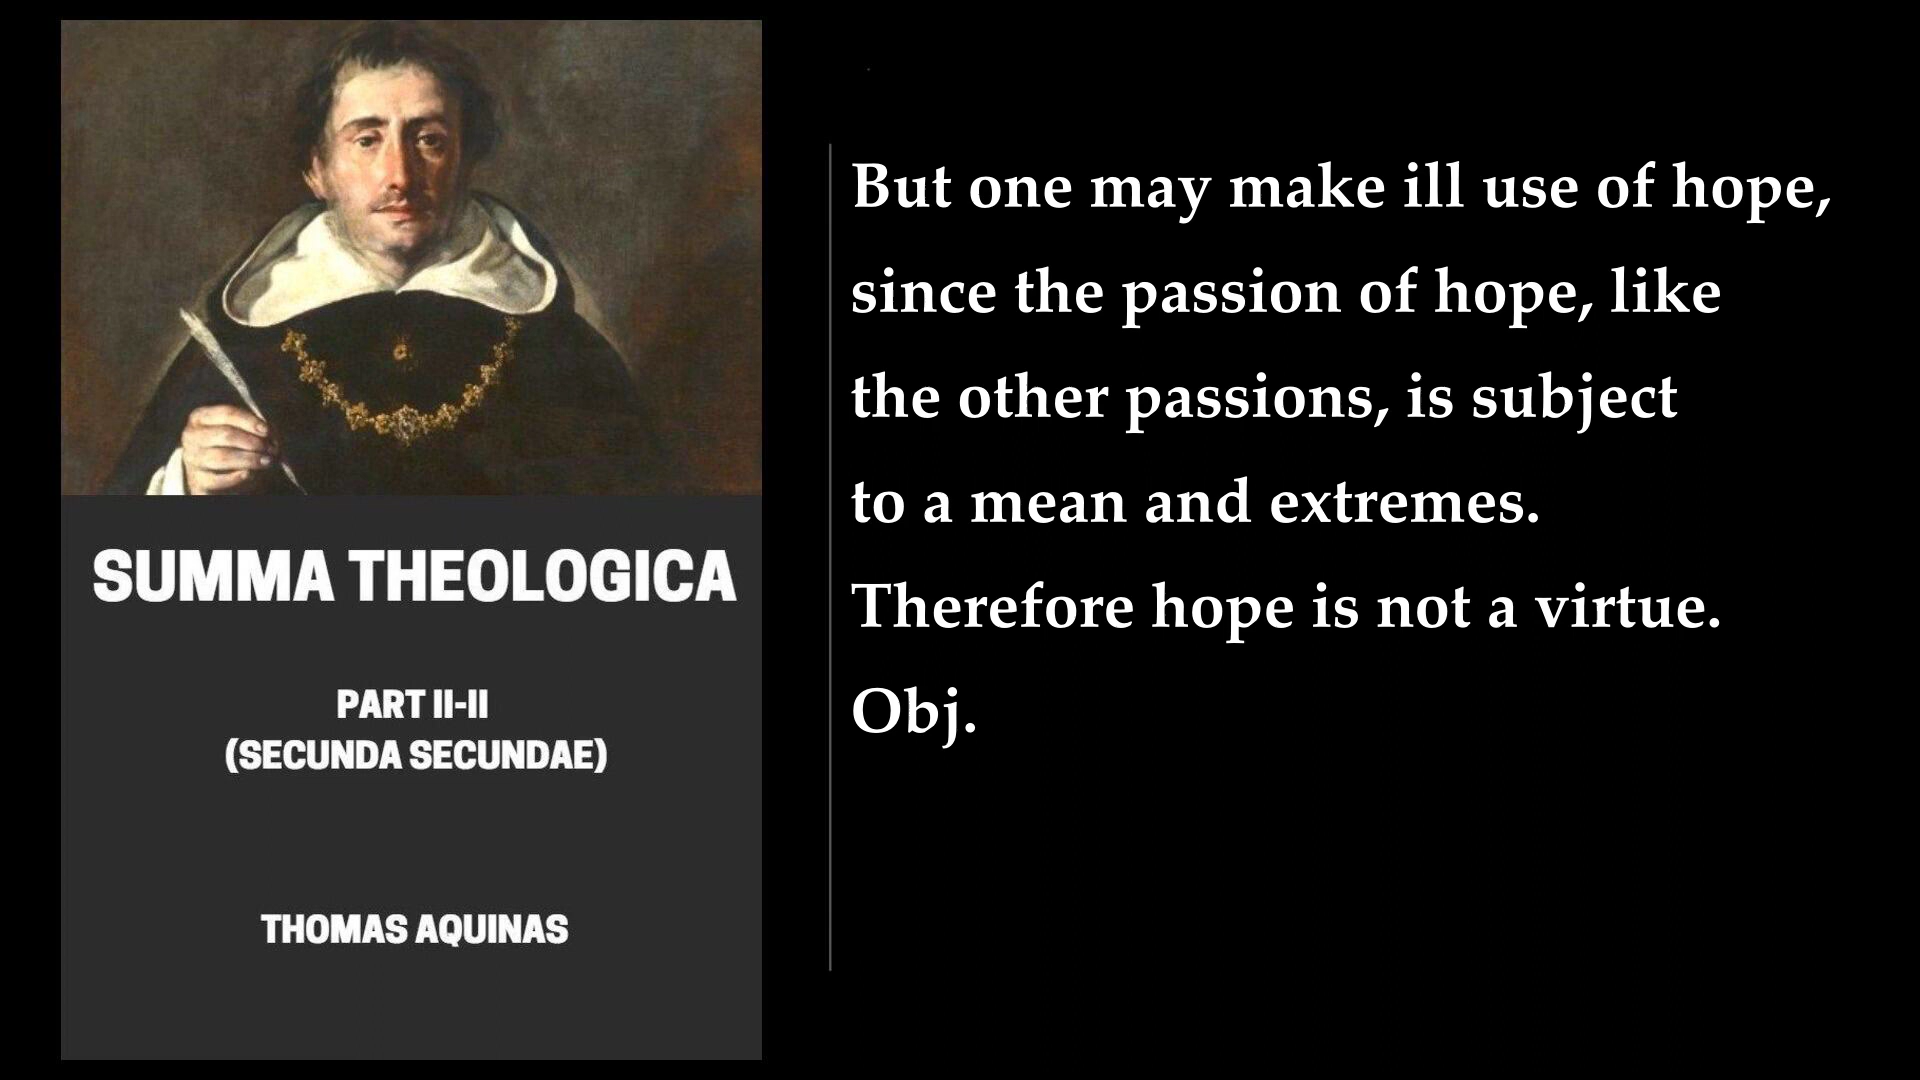 SUMMA THEOLOGICA
PART II-II
(SECUNDA SECUNDAE)
THOMAS AQUINAS
But one may make ill use of hope,
since the passion of hope, like
the other passions, is subject
to a mean and extremes.
Therefore hope is not a virtue.
Obj.